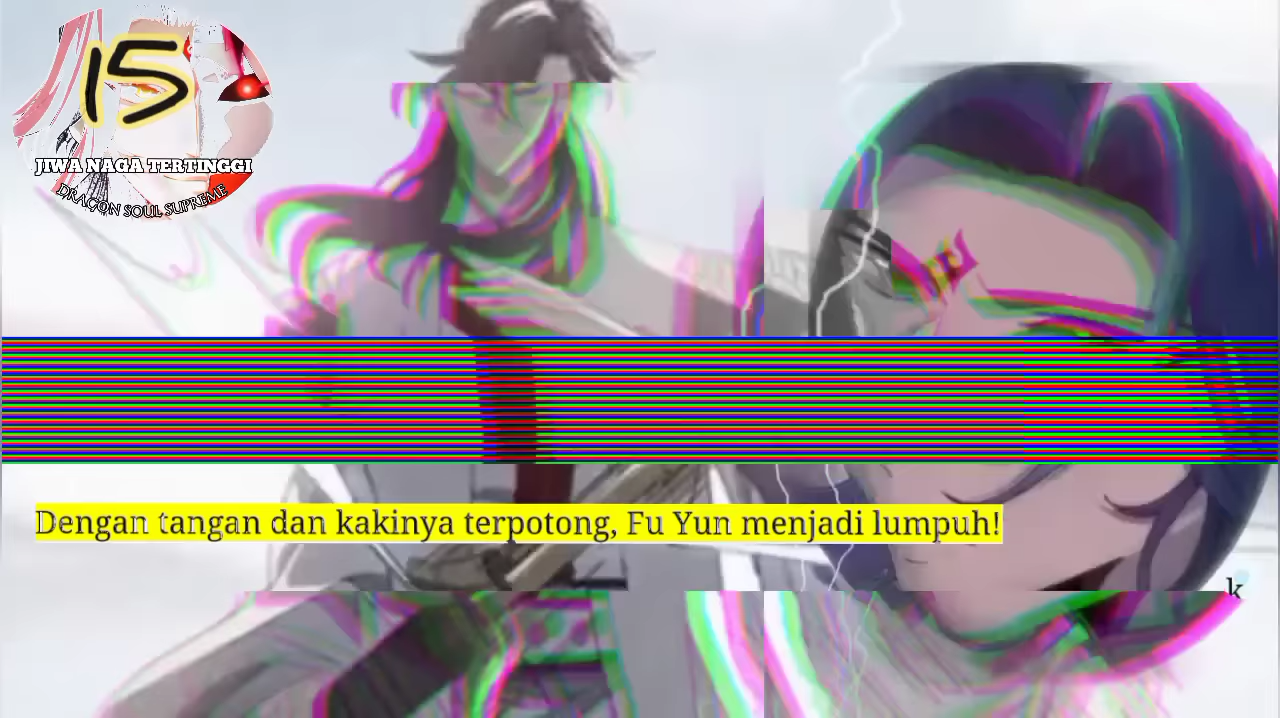 15
JIWA NAGA TERTINGGI
DRAGON SOUL SUPREME
Dengan tangan dan kakinya terpotong, Fu Yun menjadi lumpuh!
k